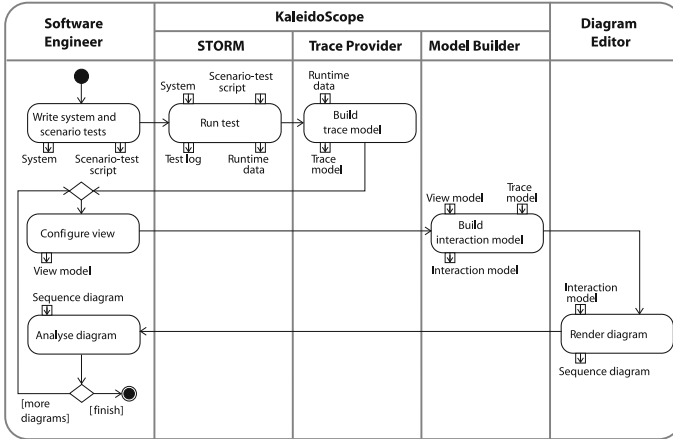 Software
Engineer
KaleidoScope
STORM
Trace Provider
Model Builder
Diagram
Editor
System
Scenario-test
script
Runtime
data
Write system and
scenario tests
Run test
Build
trace model
System
Scenario-test
script
Test log
Runtime
data
Trace
model
View model
Trace
model
Configure view
Build
interaction model
View model
Interaction model
Sequence diagram
Interaction
model
Analyse diagram
Render diagram
Sequence diagram
[more
diagrams]
[finish]